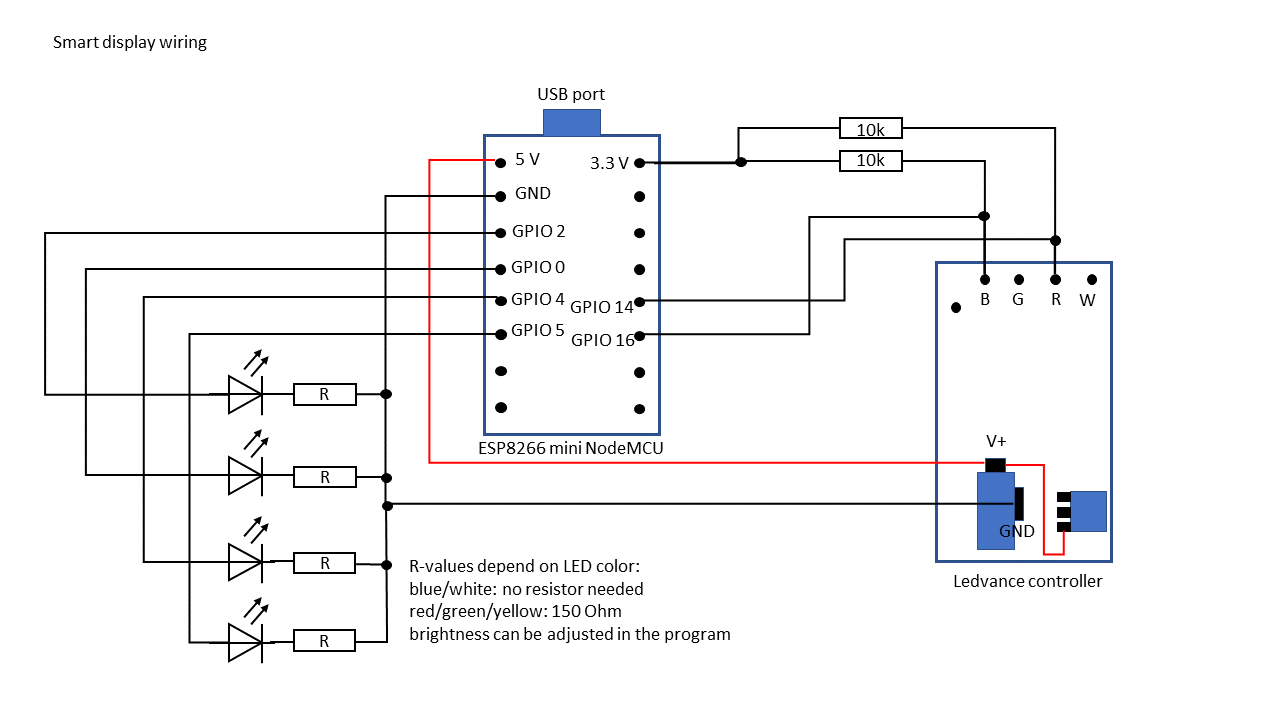 Smart display wiring
USB port
5 V
3.3 V
GND
GPIO 2
GPIO 0
GPIO 4
GPIO 14
GPIO 5
GPIO 16
ESP8266 mini NodeMCU
10k
10k
B G R W
V+
GND
Ledvance controller
R
R
R
R
R-values depend on LED color:
blue/white: no resistor needed
red/green/yellow: 150 Ohm
brightness can be adjusted in the program